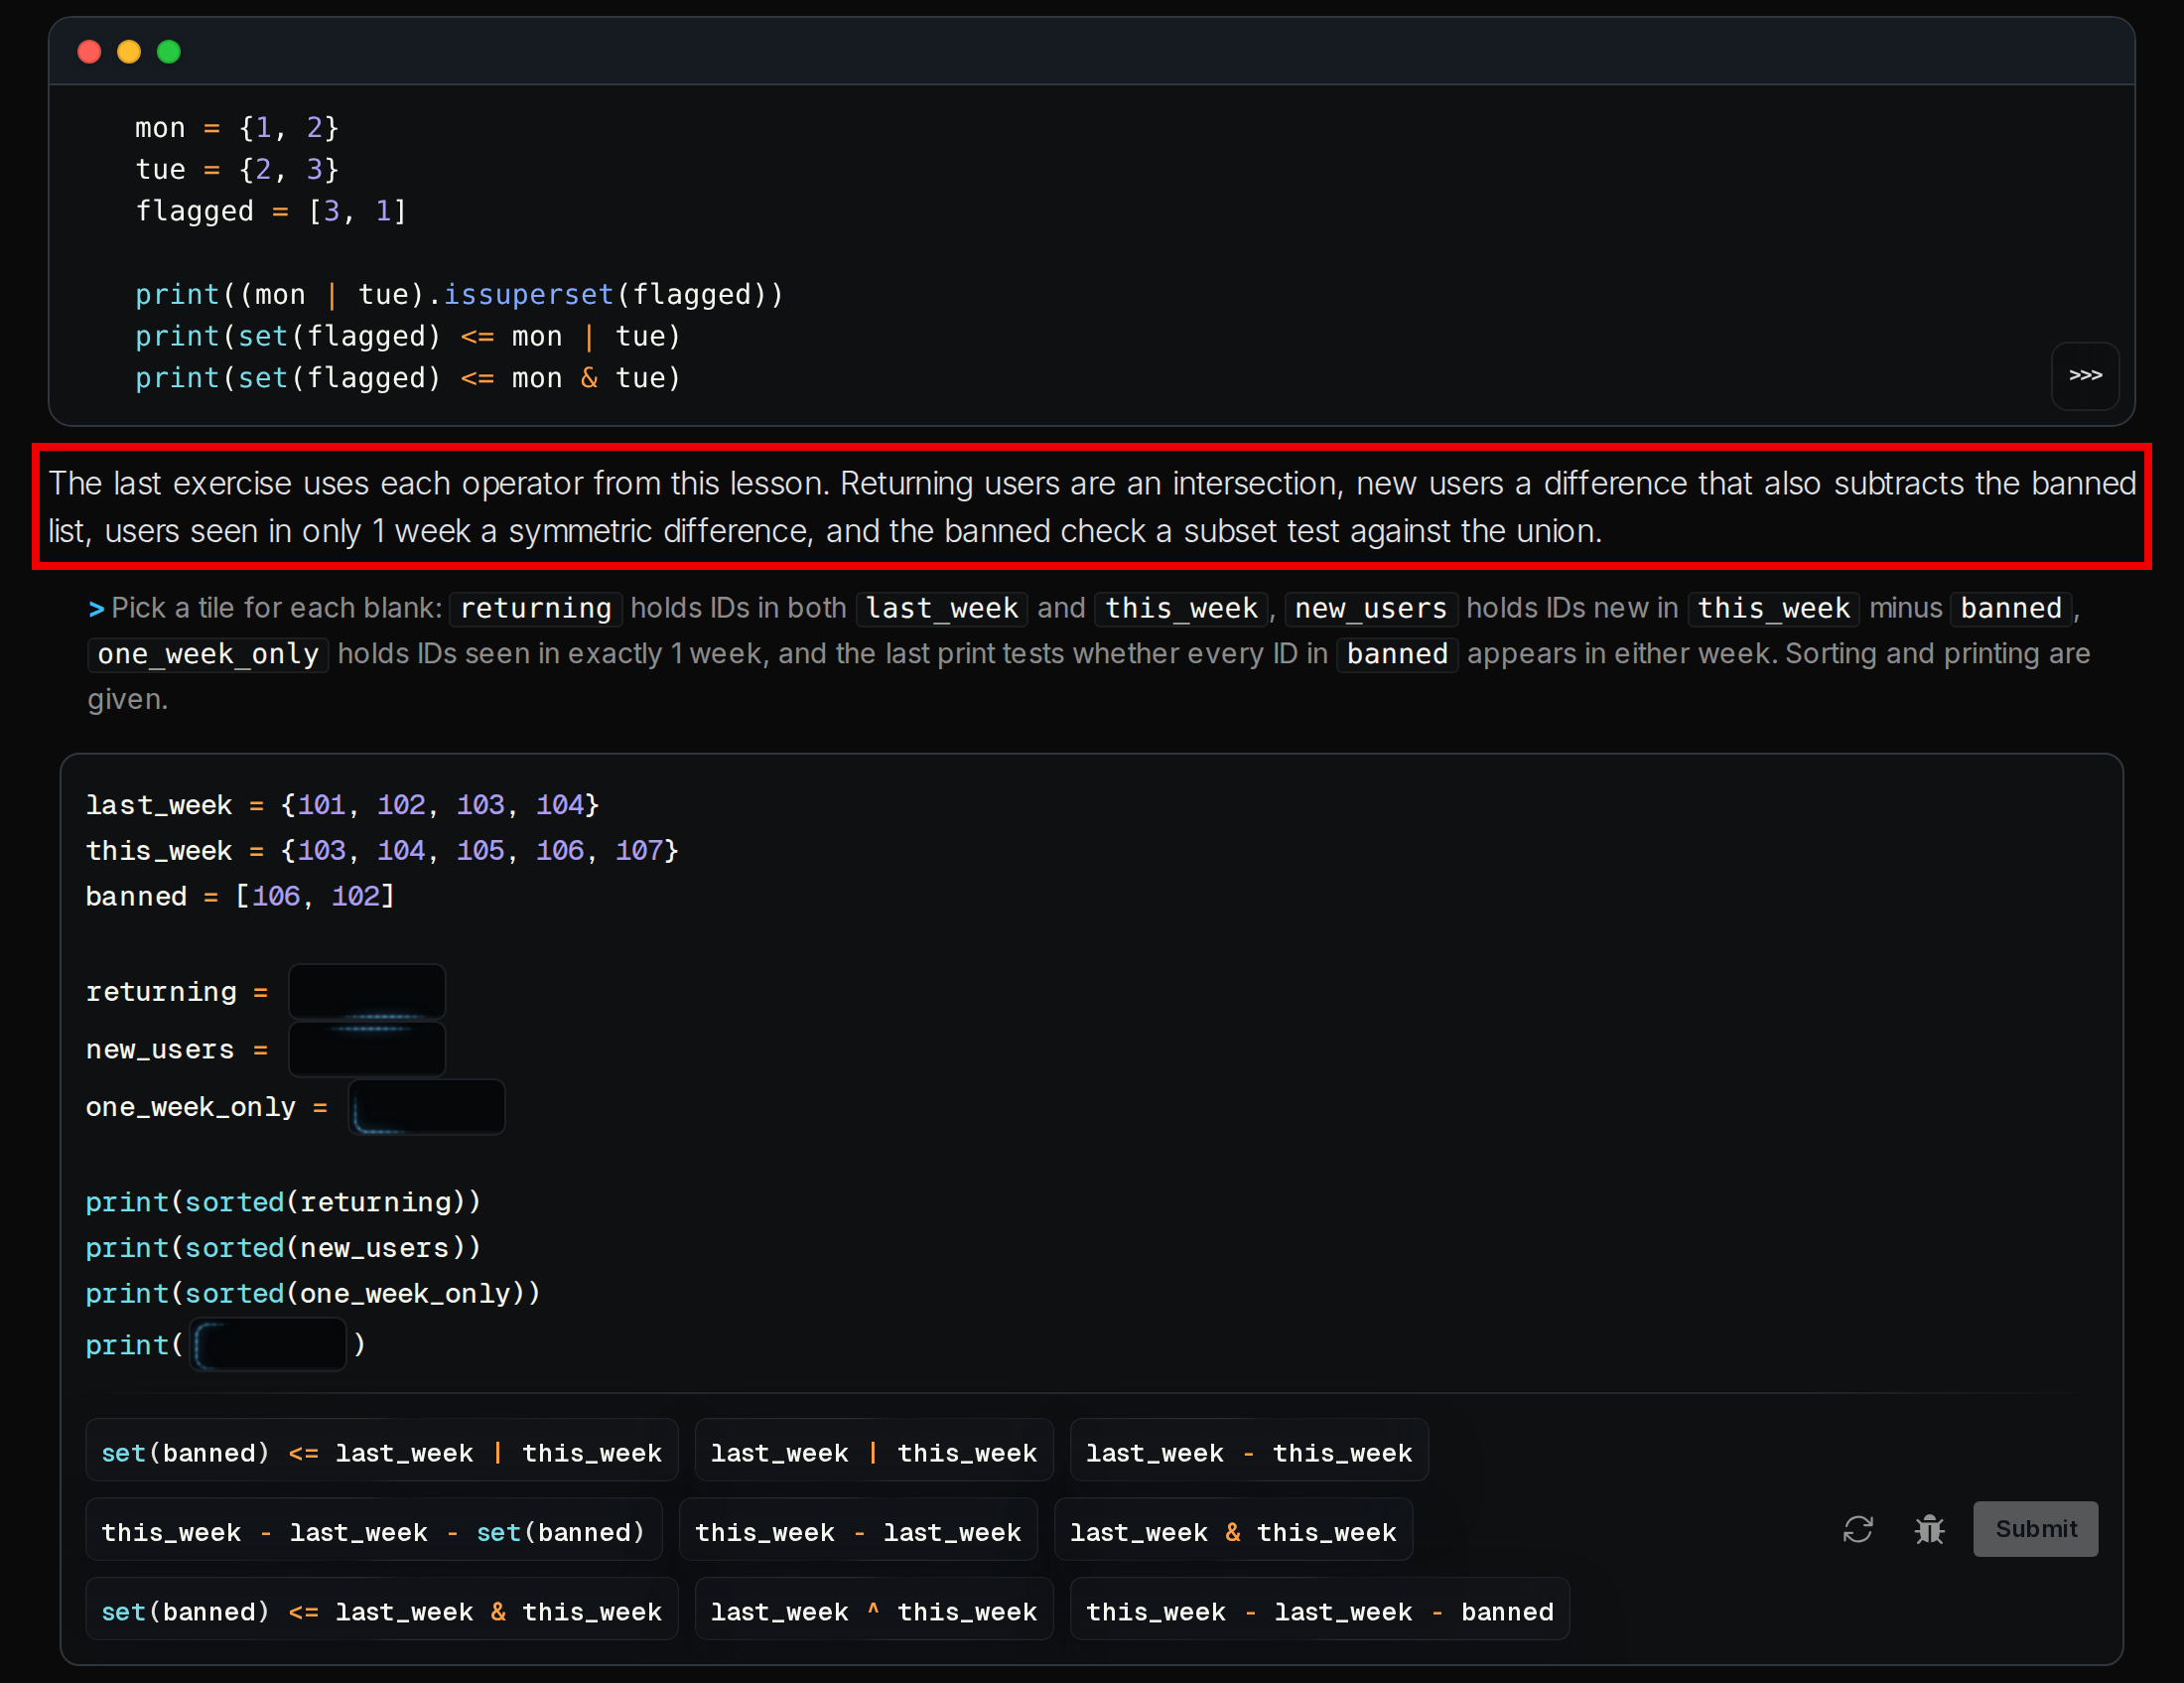 mon = {1, 2}
tue = {2, 3}
flagged = [3, 1]
print((mon | tue).issuperset(flagged))
print(set(flagged) <= mon | tue)
print(set(flagged) <= mon & tue)
>>>
The last exercise uses each operator from this lesson. Returning users are an intersection, new users a difference that also subtracts the banned
list, users seen in only 1 week a symmetric difference, and the banned check a subset test against the union.
> Pick a tile for each blank: returning holds IDs in both last_week and this_week, new_users holds IDs new in this_week minus banned,
one_week_only holds IDs seen in exactly 1 week, and the last print tests whether every ID in banned appears in either week. Sorting and printing are
given.
last_week = {101, 102, 103, 104}
this_week = {103, 104, 105, 106, 107}
banned = [106, 102]
returning =
new_users =
one_week_only =
print(sorted(returning))
print(sorted(new_users))
print(sorted(one_week_only))
print( )
set(banned) <= last_week | this_week last_week | this_week last_week - this_week
this_week - last_week - set(banned) this_week - last_week last_week & this_week Submit
set(banned) <= last_week & this_week last_week ^ this_week this_week - last_week - banned